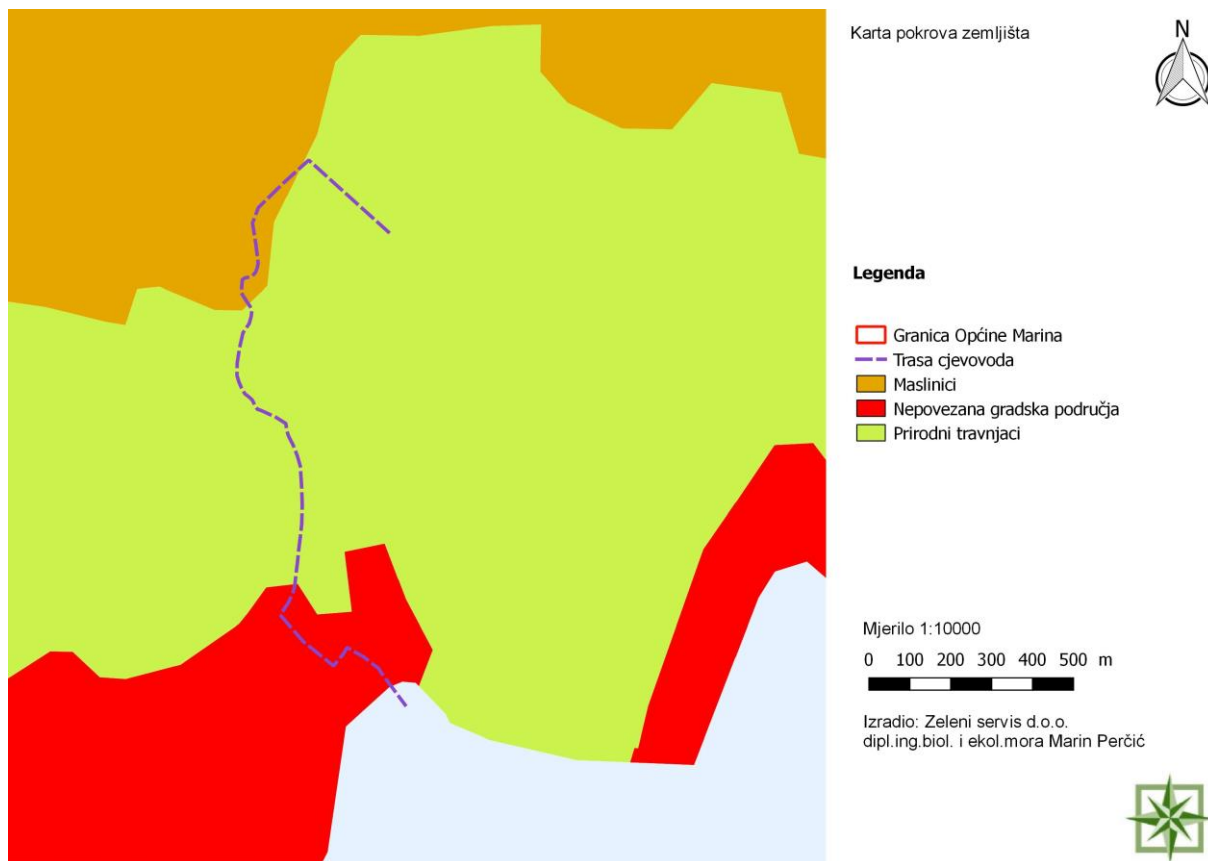 Karta pokrova zemljišta
N
Legenda
Granica Općine Marina
Trasa cjevovoda
Maslinici
Nepovezana gradska područja
Prirodni travnjaci
Mjerilo 1:10000
0 100 200 300 400 500 m
Izradio: Zeleni servis d.o.o.
dipl.ing.biol. i ekol.mora Marin Perčić